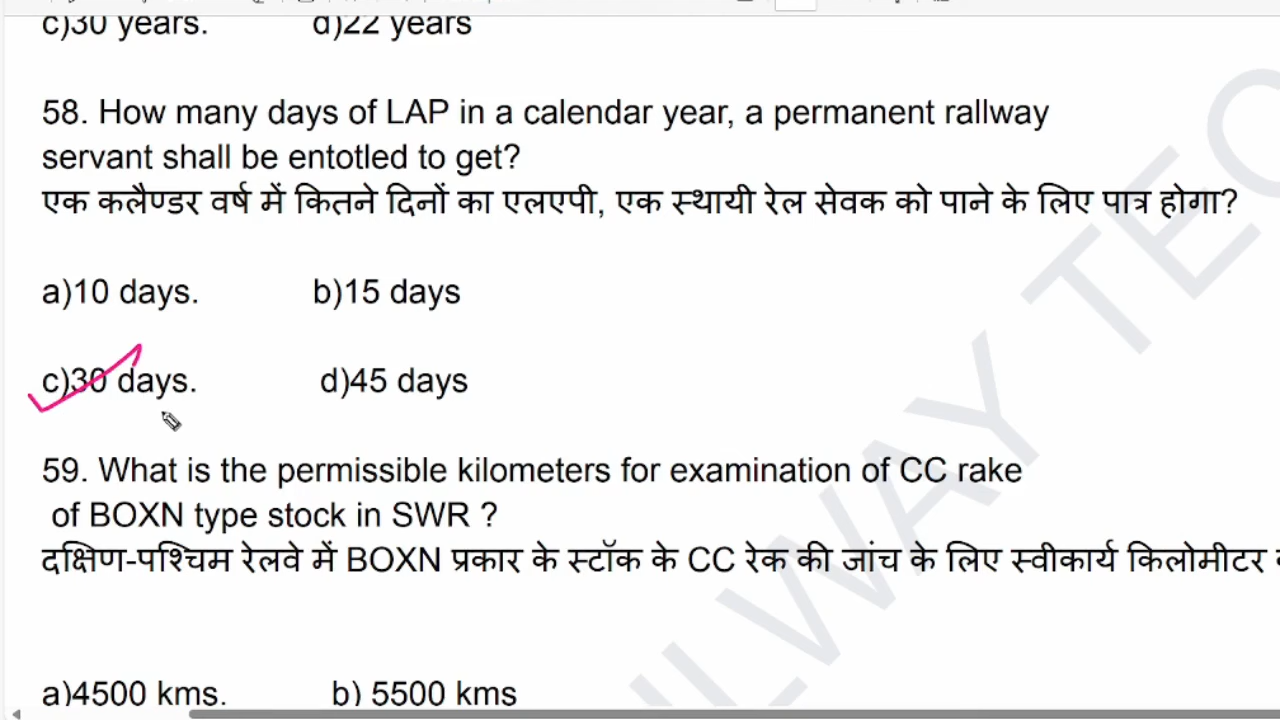 c)30 years. d)22 years
58. How many days of LAP in a calendar year, a permanent rallway
servant shall be entotled to get?
एक कलैण्डर वर्ष में कितने दिनों का एलएपी, एक स्थायी रेल सेवक को पाने के लिए पात्र होगा?
a)10 days. b)15 days
c)30 days. d)45 days
59. What is the permissible kilometers for examination of CC rake
of BOXN type stock in SWR ?
दक्षिण-पश्चिम रेलवे में BOXN प्रकार के स्टॉक के CC रेक की जांच के लिए स्वीकार्य किलोमीटर
a)4500 kms. b) 5500 kms